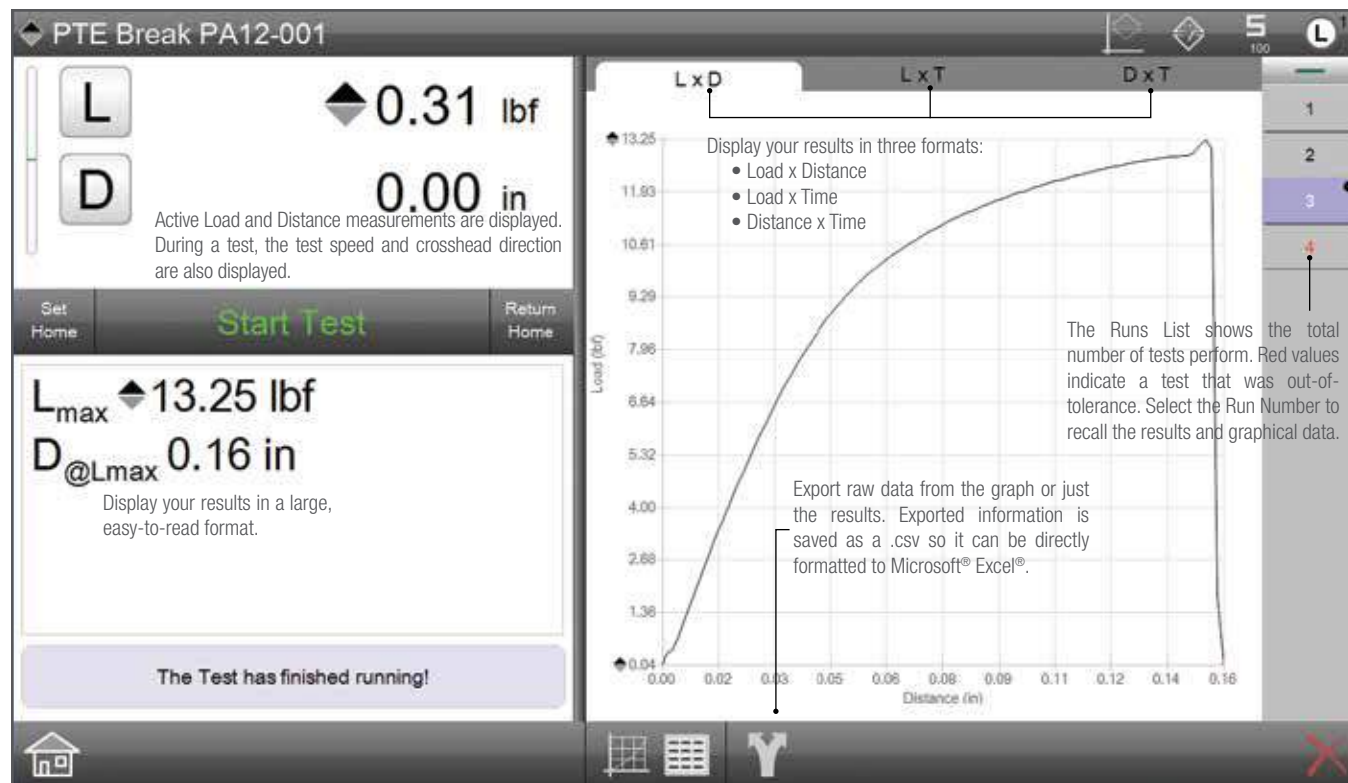 PTE Break PA12-001
5
100
L
1
L
0.31 lbf
D
0.00 in
Active Load and Distance measurements are displayed.
During a test, the test speed and crosshead direction
are also displayed.
Set
Home
Start Test
Return
Home
Lmax 13.25 lbf
D@Lmax 0.16 in
Display your results in a large,
easy-to-read format.
The Test has finished running!
L x D
L x T
D x T
Display your results in three formats:
• Load x Distance
• Load x Time
• Distance x Time
13.25
11.93
10.61
9.29
7.96
6.64
5.32
4.00
2.68
1.36
0.04
Load (lbf)
0.00 0.02 0.03 0.05 0.06 0.08 0.09 0.11 0.12 0.14 0.16
Distance (in)
Export raw data from the graph or just
the results. Exported information is
saved as a .csv so it can be directly
formatted to Microsoft® Excel®.
1
2
3
4
The Runs List shows the total
number of tests perform. Red values
indicate a test that was out-of-
tolerance. Select the Run Number to
recall the results and graphical data.